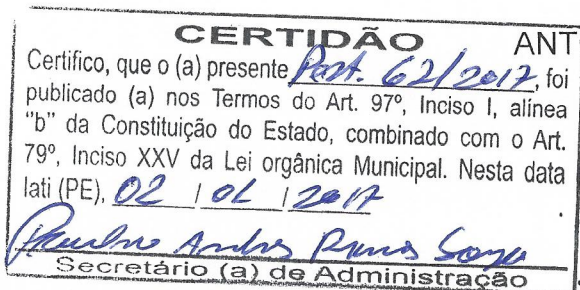 CERTIDÃO ANT
Certifico, que o (a) presente Port. 62/2017, foi
publicado (a) nos Termos do Art. 97º, Inciso I, alínea
"b" da Constituição do Estado, combinado com o Art.
79º, Inciso XXV da Lei orgânica Municipal. Nesta data
Iati (PE), 02 / 01 / 2017 .
Andres Souza
Secretário (a) de Administração